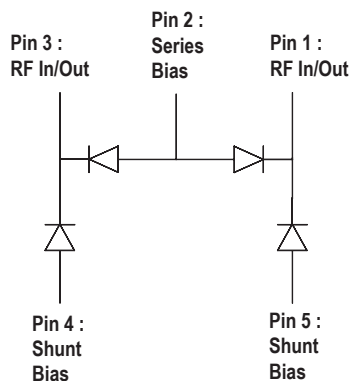 Pin 3 :
RF In/Out
Pin 2 :
Series
Bias
Pin 1 :
RF In/Out
Pin 4 :
Shunt
Bias
Pin 5 :
Shunt
Bias